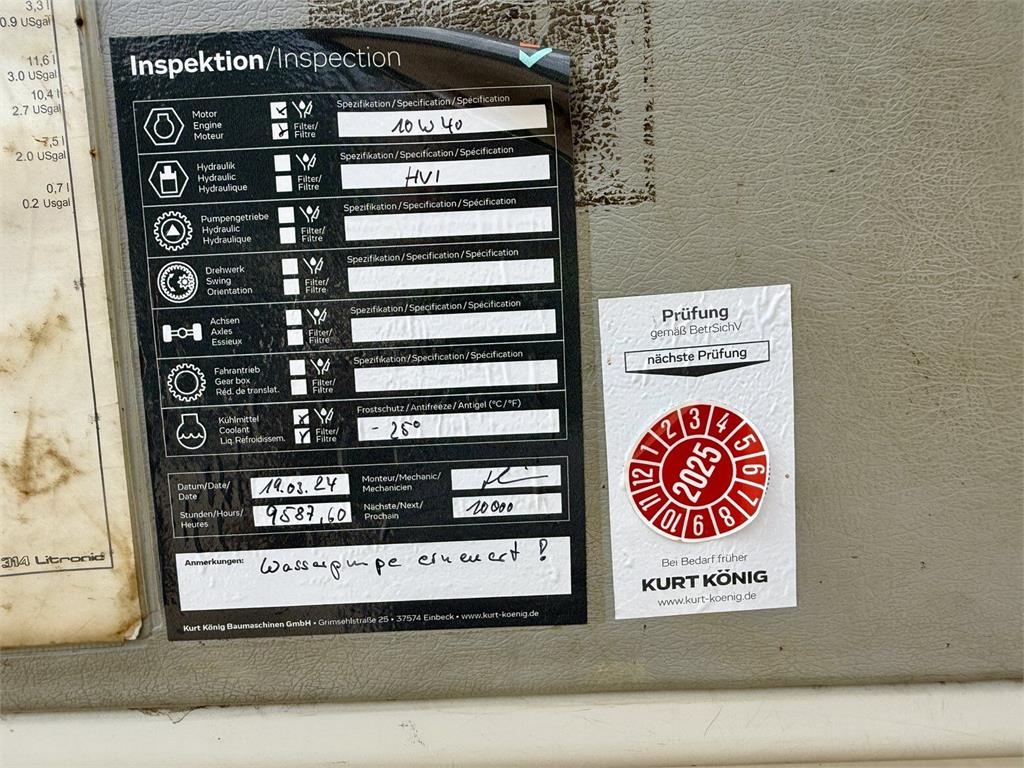 3,3 l
0.9 USgal
11,6 l
3.0 USgal
10,4 l
2.7 USgal
7,5 l
2.0 USgal
0,7 l
0.2 USgal
314 Litronic
Inspektion/Inspection
Motor
Engine
Moteur
Filter/
Filtre
Spezifikation/Specification/Spécification
10W40
Hydraulik
Hydraulic
Hydraulique
Filter/
Filtre
Spezifikation/Specification/Spécification
HVI
Pumpengetriebe
Hydraulic
Hydraulique
Filter/
Filtre
Spezifikation/Specification/Spécification
Drehwerk
Swing
Orientation
Filter/
Filtre
Spezifikation/Specification/Spécification
Achsen
Axles
Essieux
Filter/
Filtre
Spezifikation/Specification/Spécification
Fahrantrieb
Gear box
Réd. de translat.
Filter/
Filtre
Spezifikation/Specification/Spécification
Kühlmittel
Coolant
Liq. Refroidissem.
Filter/
Filtre
Frostschutz/Antifreeze/Antigel (°C/°F)
- 25°
Datum/Date/
Date
19.03.24
Monteur/Mechanic/
Mechanicien
Stunden/Hours/
Heures
9587,60
Nächste/Next/
Prochain
10000
Anmerkungen: Wasserpumpe erneuert !
Kurt König Baumaschinen GmbH • Grimsehlstraße 25 • 37574 Einbeck • www.kurt-koenig.de
Prüfung
gemäß BetrSichV
nächste Prüfung
1 2 3 4 5 6 7 8 9 10 11 12
2025
Bei Bedarf früher
KURT KÖNIG
www.kurt-koenig.de